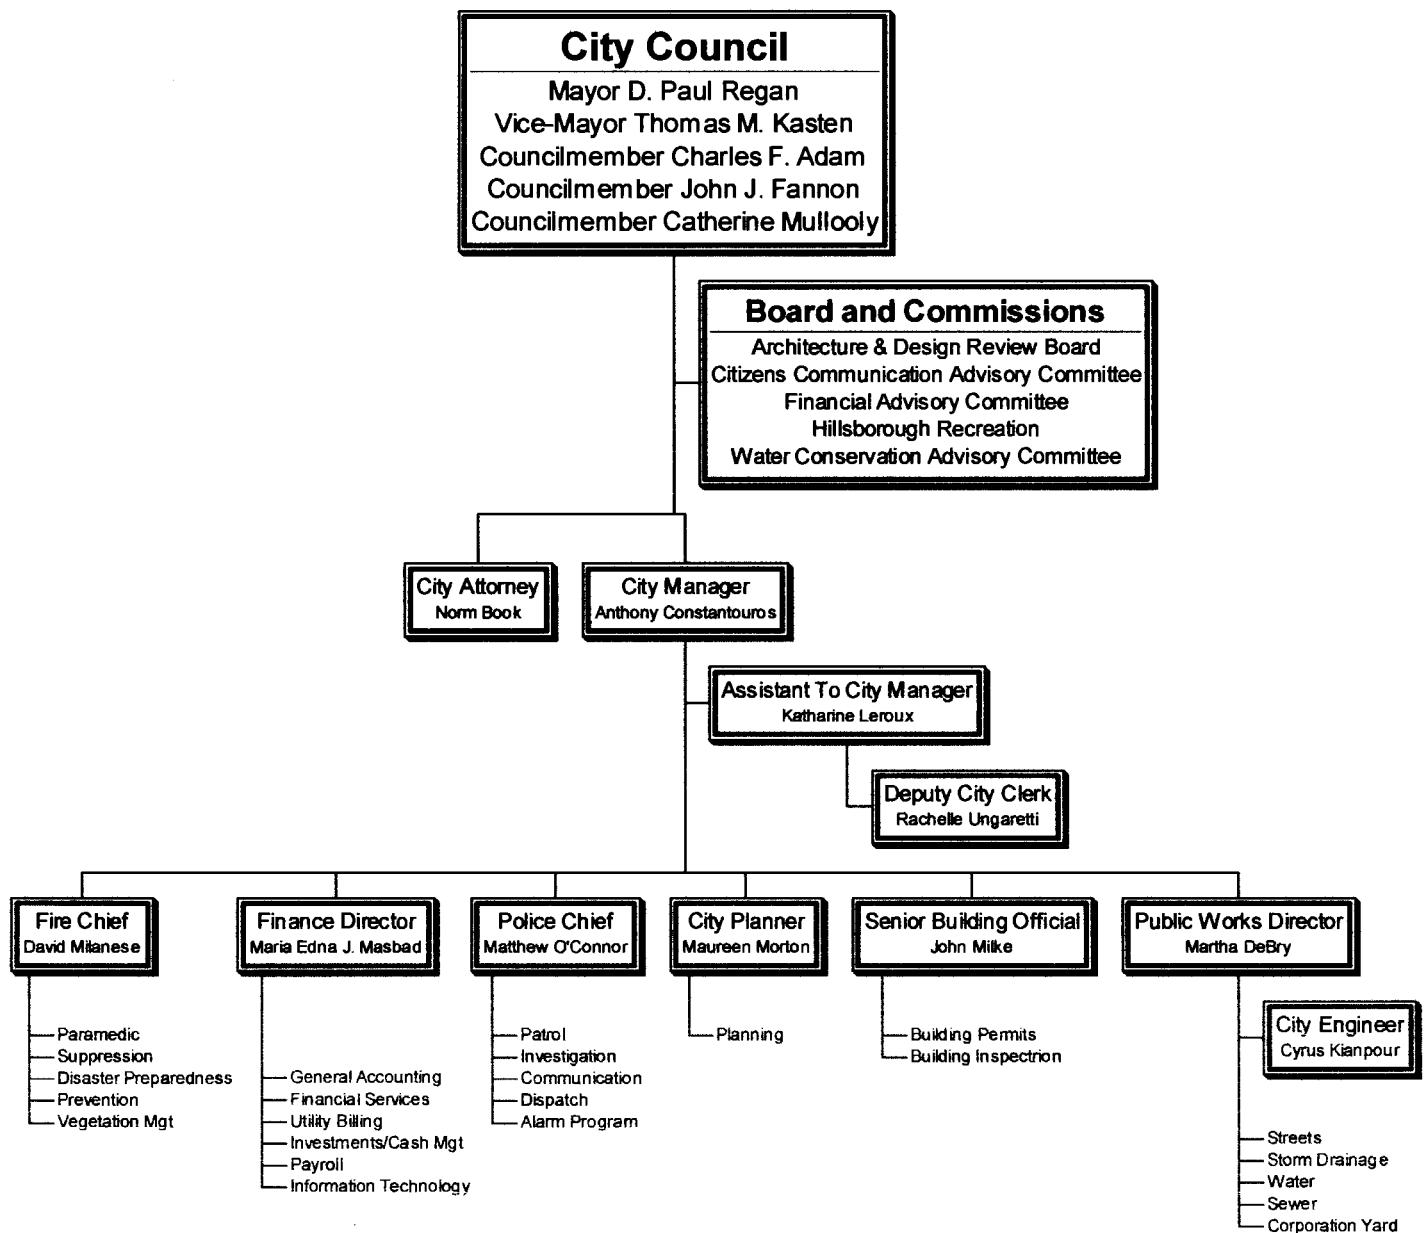 City Council
Mayor D. Paul Regan
Vice-Mayor Thomas M. Kasten
Councilmember Charles F. Adam
Councilmember John J. Fannon
Councilmember Catherine Mullooly
Board and Commissions
Architecture & Design Review Board
Citizens Communication Advisory Committee
Financial Advisory Committee
Hillsborough Recreation
Water Conservation Advisory Committee
City Attorney
Norm Book
City Manager
Anthony Constantouros
Assistant To City Manager
Katharine Leroux
Deputy City Clerk
Rachelle Ungaretti
Fire Chief
David Milanese
Paramedic
Suppression
Disaster Preparedness
Prevention
Vegetation Mgt
Finance Director
Maria Edna J. Masbad
General Accounting
Financial Services
Utility Billing
Investments/Cash Mgt
Payroll
Information Technology
Police Chief
Matthew O'Connor
Patrol
Investigation
Communication
Dispatch
Alarm Program
City Planner
Maureen Morton
Planning
Senior Building Official
John Milke
Building Permits
Building Inspectrion
Public Works Director
Martha DeBry
City Engineer
Cyrus Kianpour
Streets
Storm Drainage
Water
Sewer
Corporation Yard